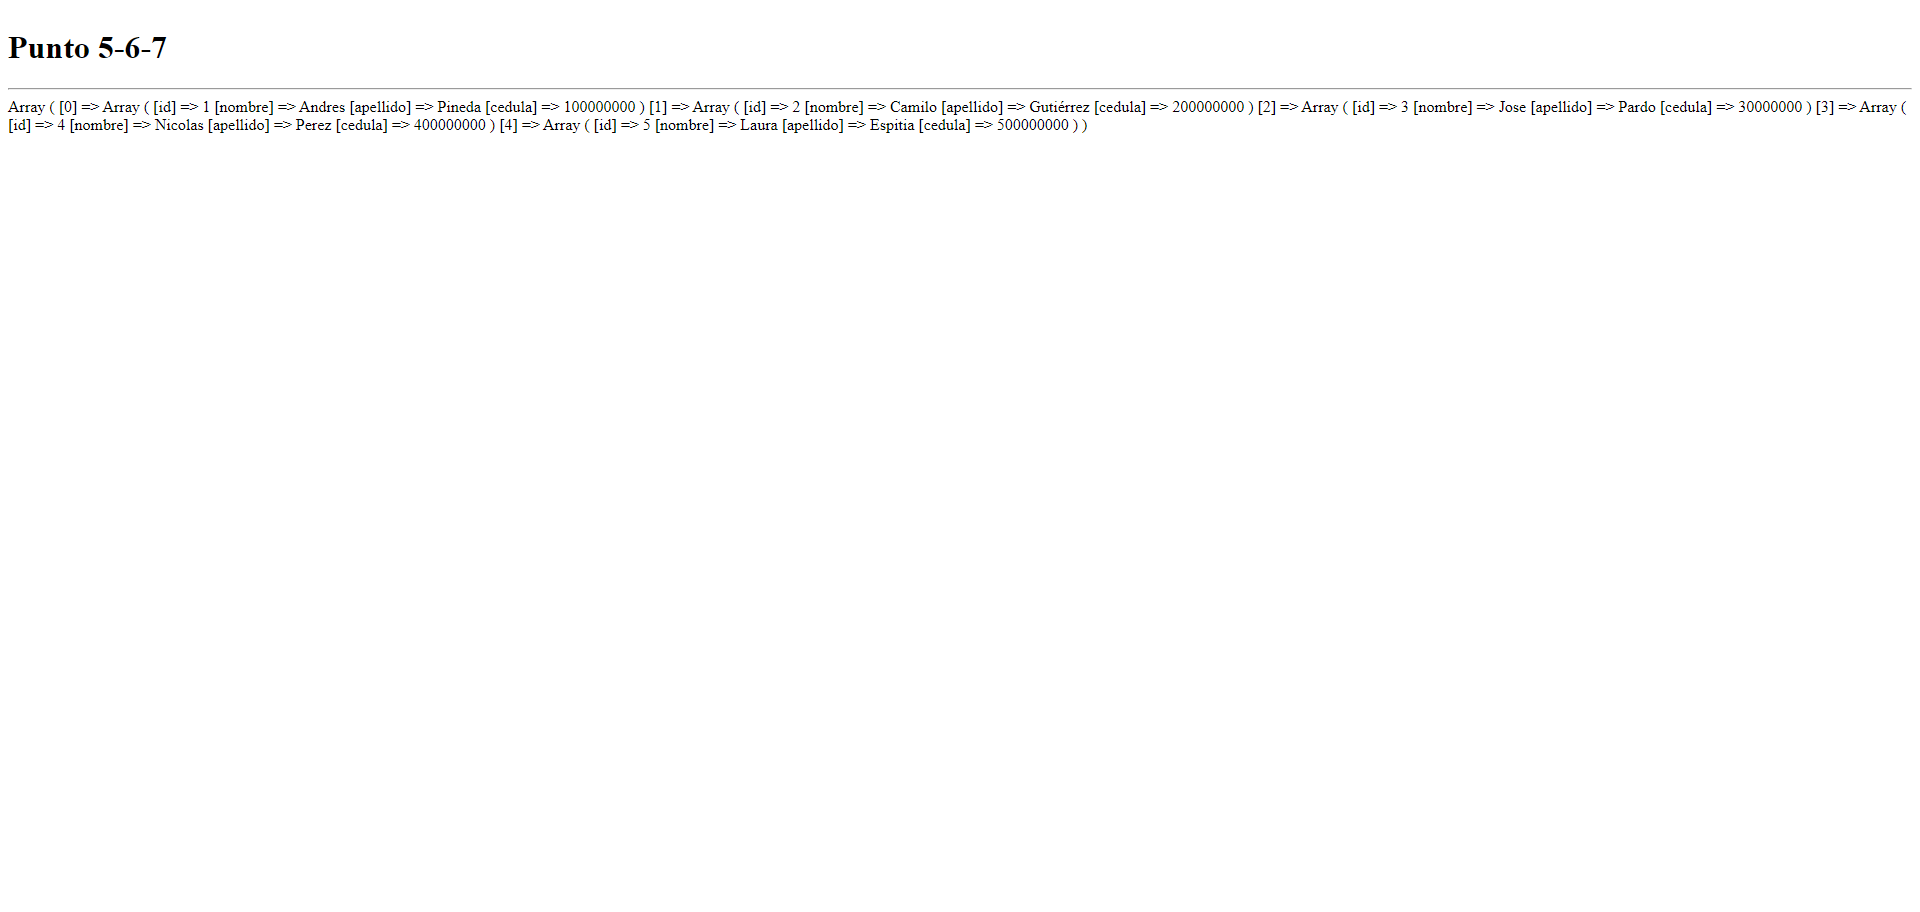 Punto 5-6-7
Array ( [0] => Array ( [id] => 1 [nombre] => Andres [apellido] => Pineda [cedula] => 100000000 ) [1] => Array ( [id] => 2 [nombre] => Camilo [apellido] => Gutiérrez [cedula] => 200000000 ) [2] => Array ( [id] => 3 [nombre] => Jose [apellido] => Pardo [cedula] => 30000000 ) [3] => Array (
[id] => 4 [nombre] => Nicolas [apellido] => Perez [cedula] => 400000000 ) [4] => Array ( [id] => 5 [nombre] => Laura [apellido] => Espitia [cedula] => 500000000 ) )